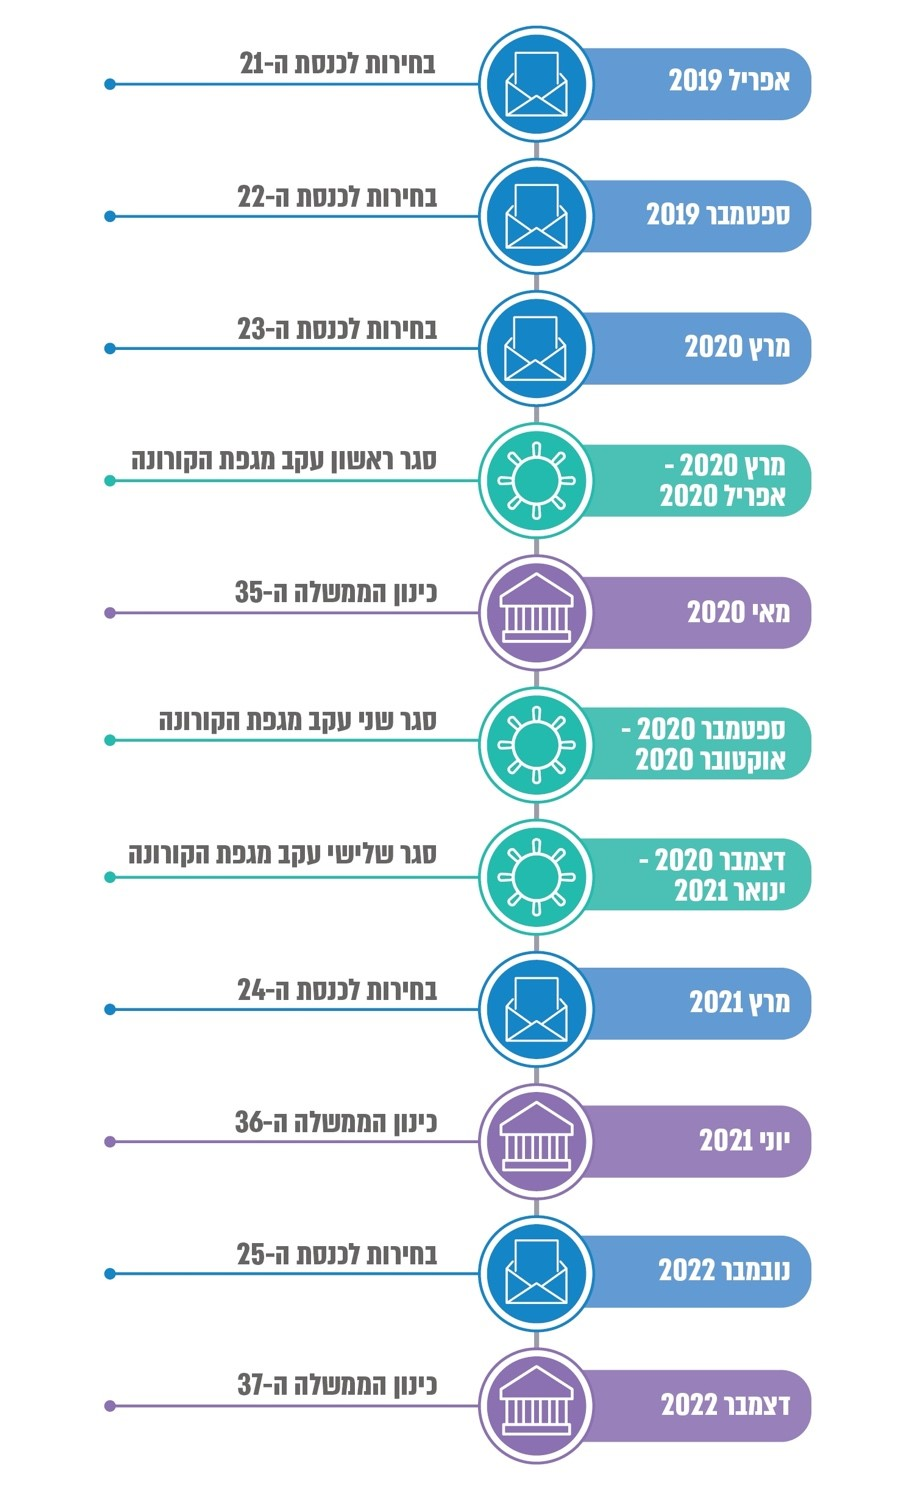 אפריל 2019
בחירות לכנסת ה-21
ספטמבר 2019
בחירות לכנסת ה-22
מרץ 2020
בחירות לכנסת ה-23
מרץ 2020 -
אפריל 2020
סגר ראשון עקב מגפת הקורונה
מאי 2020
כינון הממשלה ה-35
ספטמבר 2020 -
אוקטובר 2020
סגר שני עקב מגפת הקורונה
דצמבר 2020 -
ינואר 2021
סגר שלישי עקב מגפת הקורונה
מרץ 2021
בחירות לכנסת ה-24
יוני 2021
כינון הממשלה ה-36
נובמבר 2022
בחירות לכנסת ה-25
דצמבר 2022
כינון הממשלה ה-37